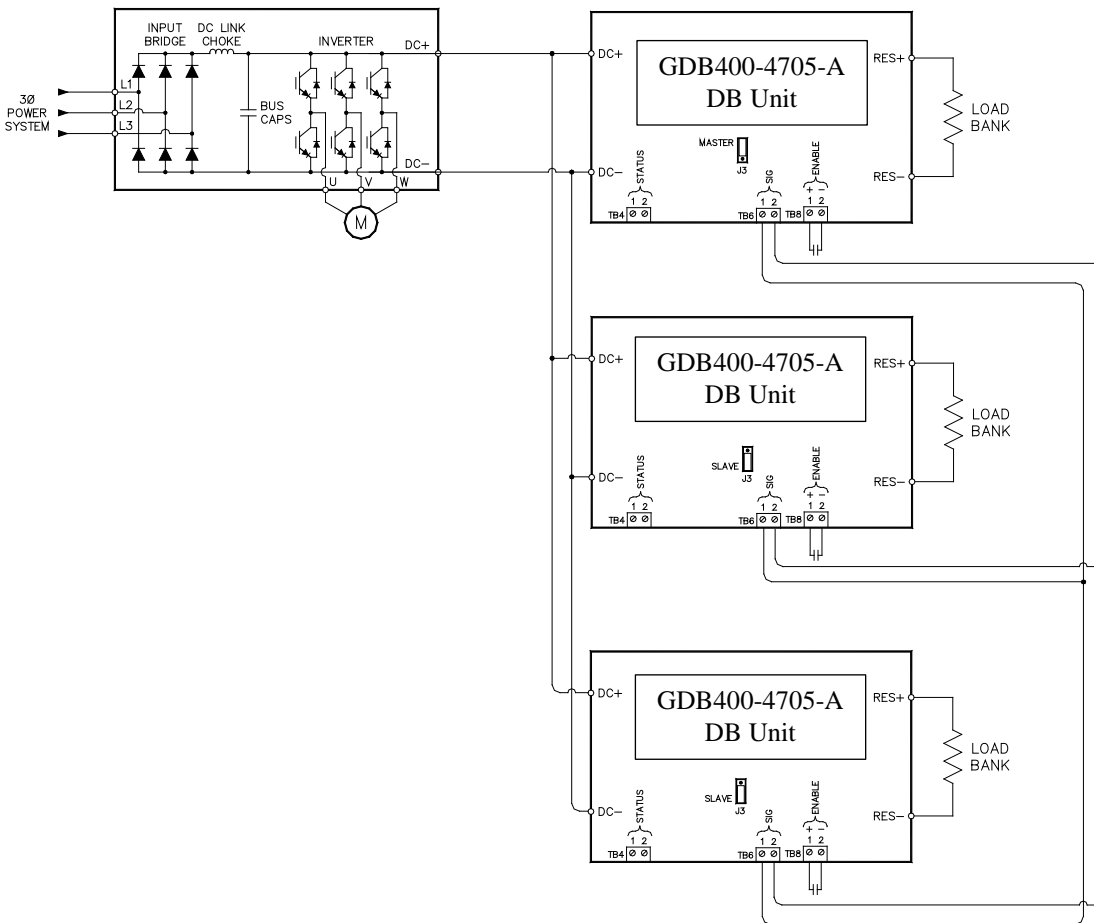 INPUT
BRIDGE
DC LINK
CHOKE
INVERTER
DC+
L1
L2
L3
3Ø
POWER
SYSTEM
BUS
CAPS
DC−
U V W
M
DC+
GDB400-4705-A
DB Unit
RES+
LOAD
BANK
MASTER
J3
DC−
RES−
STATUS
1 2
TB4
SIG
1 2
TB6
ENABLE
+ −
1 2
TB8
DC+
GDB400-4705-A
DB Unit
RES+
LOAD
BANK
SLAVE
J3
DC−
RES−
STATUS
1 2
TB4
SIG
1 2
TB6
ENABLE
+ −
1 2
TB8
DC+
GDB400-4705-A
DB Unit
RES+
LOAD
BANK
SLAVE
J3
DC−
RES−
STATUS
1 2
TB4
SIG
1 2
TB6
ENABLE
+ −
1 2
TB8